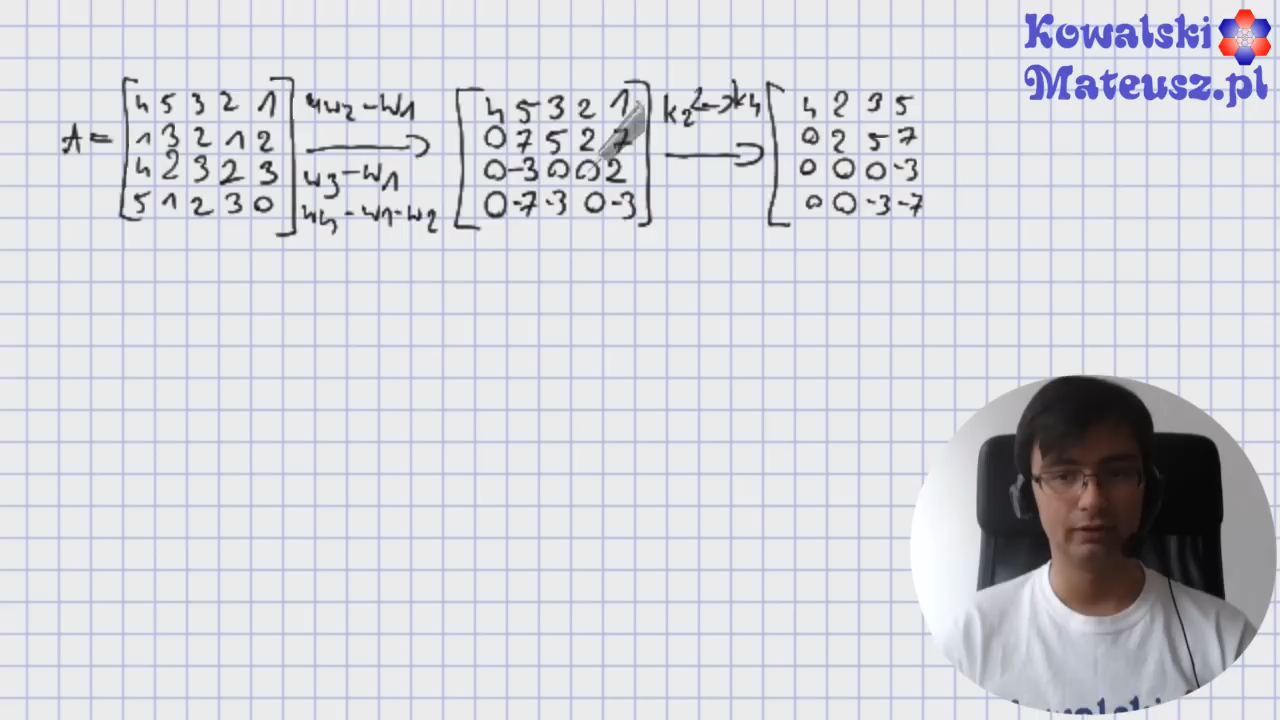 Kowalski
Mateusz.pl
A = [ 4 5 3 2 1 ] 4w2-w1 [ 4 5 3 2 1 ] k2<->k4 [ 4 2 3 5
1 3 2 1 2 → 0 7 5 2 7 → 0 2 5 7
4 2 3 2 3 w3-w1 0 -3 0 0 2 0 0 0 -3
5 1 2 3 0 w4-w1-w2 0 -7 -3 0 -3 0 0 -3 -7